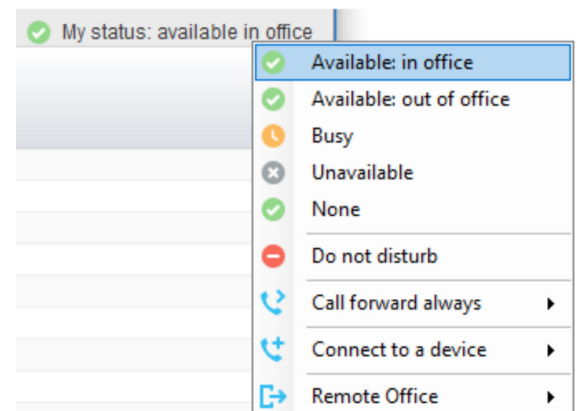 My status: available in office
Available: in office
Available: out of office
Busy
Unavailable
None
Do not disturb
Call forward always
Connect to a device
Remote Office